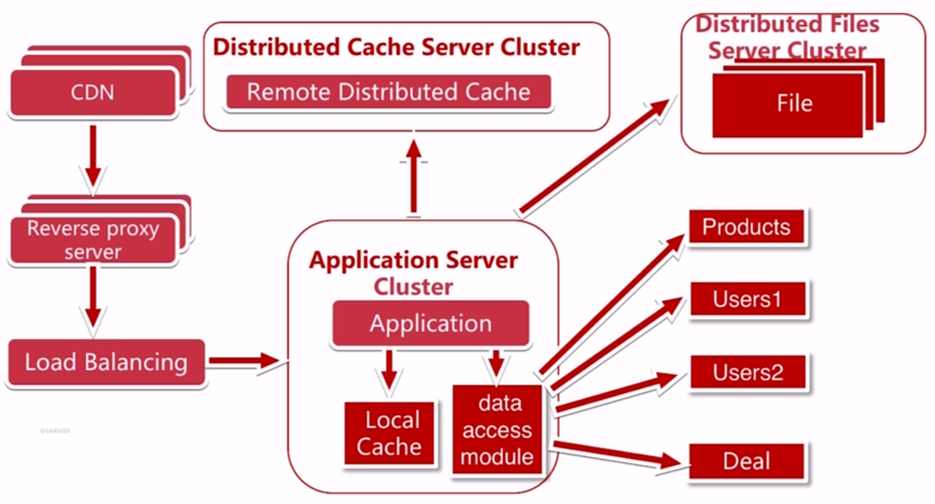 CDN
Reverse proxy
server
Load Balancing
Distributed Cache Server Cluster
Remote Distributed Cache
Distributed Files
Server Cluster
File
Application Server
Cluster
Application
Local
Cache
data
access
module
Products
Users1
Users2
Deal